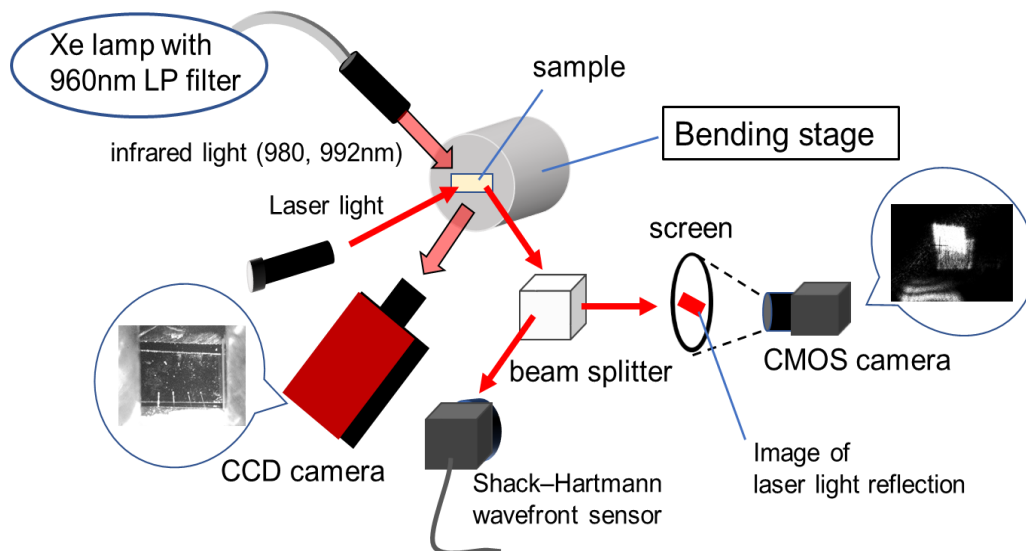 Xe lamp with
960nm LP filter
sample
Bending stage
infrared light (980, 992nm)
Laser light
screen
beam splitter
CMOS camera
CCD camera
Shack–Hartmann
wavefront sensor
Image of
laser light reflection